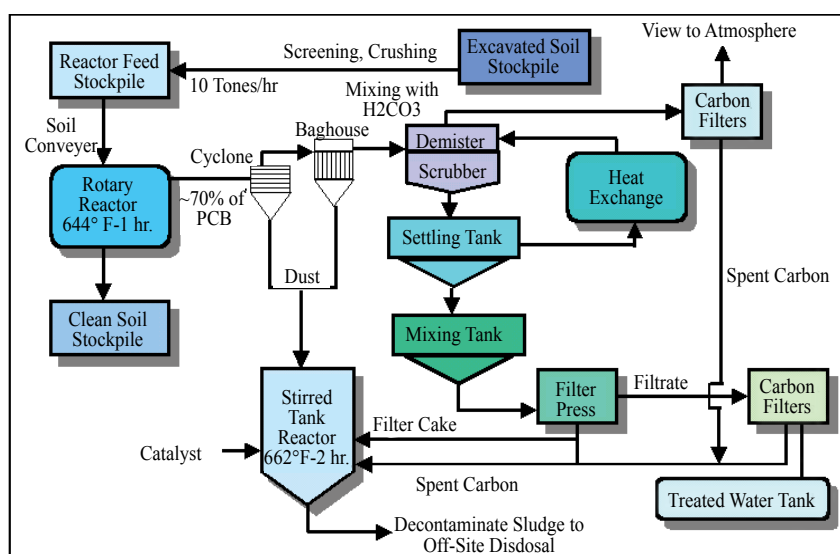 Reactor Feed
Stockpile
Screening, Crushing
10 Tones/hr
Excavated Soil
Stockpile
View to Atmosphere
Carbon
Filters
Mixing with
H2CO3
Demister
Scrubber
Baghouse
Cyclone
Soil
Conveyer
~70% of
PCB
Rotary
Reactor
644° F-1 hr.
Heat
Exchange
Settling Tank
Spent Carbon
Dust
Clean Soil
Stockpile
Mixing Tank
Stirred
Tank
Reactor
662°F-2 hr.
Filter
Press
Filtrate
Carbon
Filters
Filter Cake
Catalyst
Spent Carbon
Treated Water Tank
Decontaminate Sludge to
Off-Site Disdosal